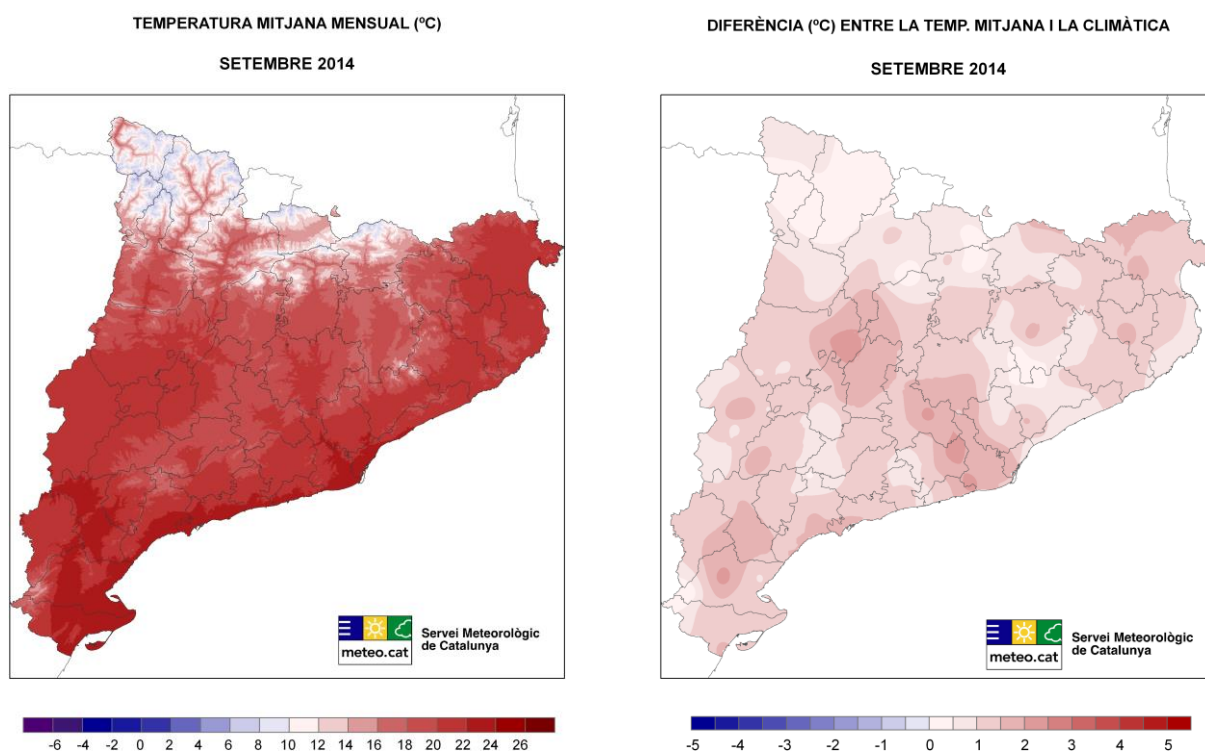 TEMPERATURA MITJANA MENSUAL (ºC)
SETEMBRE 2014
Servei Meteorològic
de Catalunya
meteo.cat
-6 -4 -2 0 2 4 6 8 10 12 14 16 18 20 22 24 26
DIFERÈNCIA (ºC) ENTRE LA TEMP. MITJANA I LA CLIMÀTICA
SETEMBRE 2014
Servei Meteorològic
de Catalunya
meteo.cat
-5 -4 -3 -2 -1 0 1 2 3 4 5